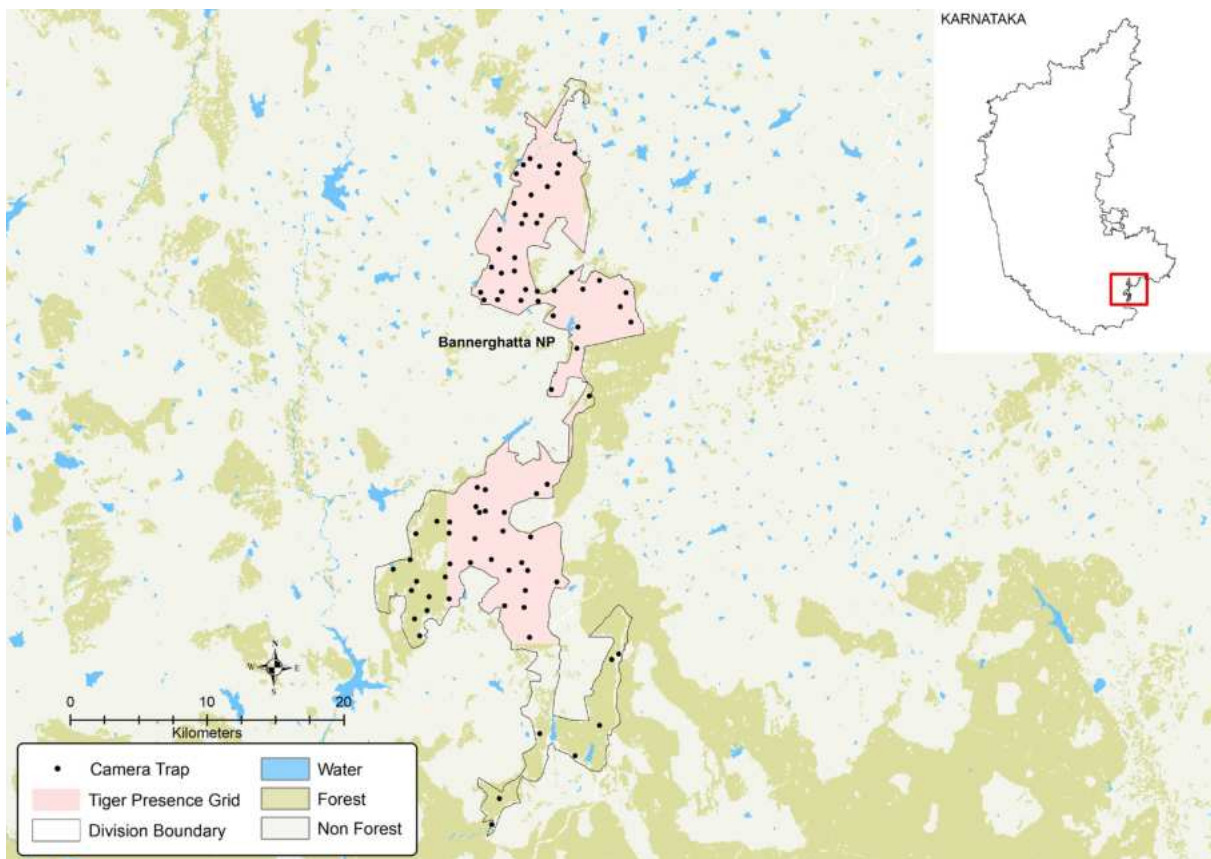 KARNATAKA
Bannerghatta NP
N
W E
S
0 10 20
Kilometers
Camera Trap
Tiger Presence Grid
Division Boundary
Water
Forest
Non Forest